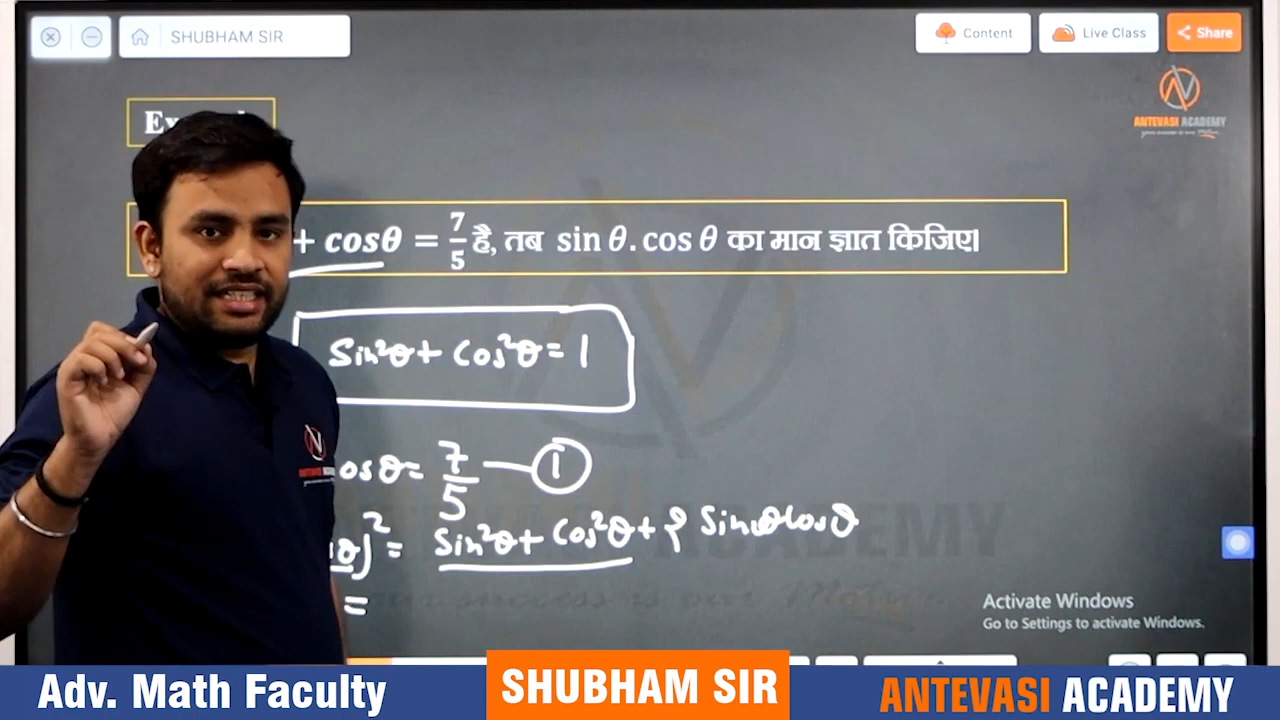 SHUBHAM SIR
Content
Live Class
Share
ANTEVASI ACADEMY
+ cosθ = 7/5 है, तब sin θ. cos θ का मान ज्ञात किजिए।
Sin²θ + Cos²θ = 1
osθ = 7/5 — ①
θ)² = Sin²θ + Cos²θ + 2 Sinθ Cosθ
=
Activate Windows
Go to Settings to activate Windows.
Adv. Math Faculty
SHUBHAM SIR
ANTEVASI ACADEMY